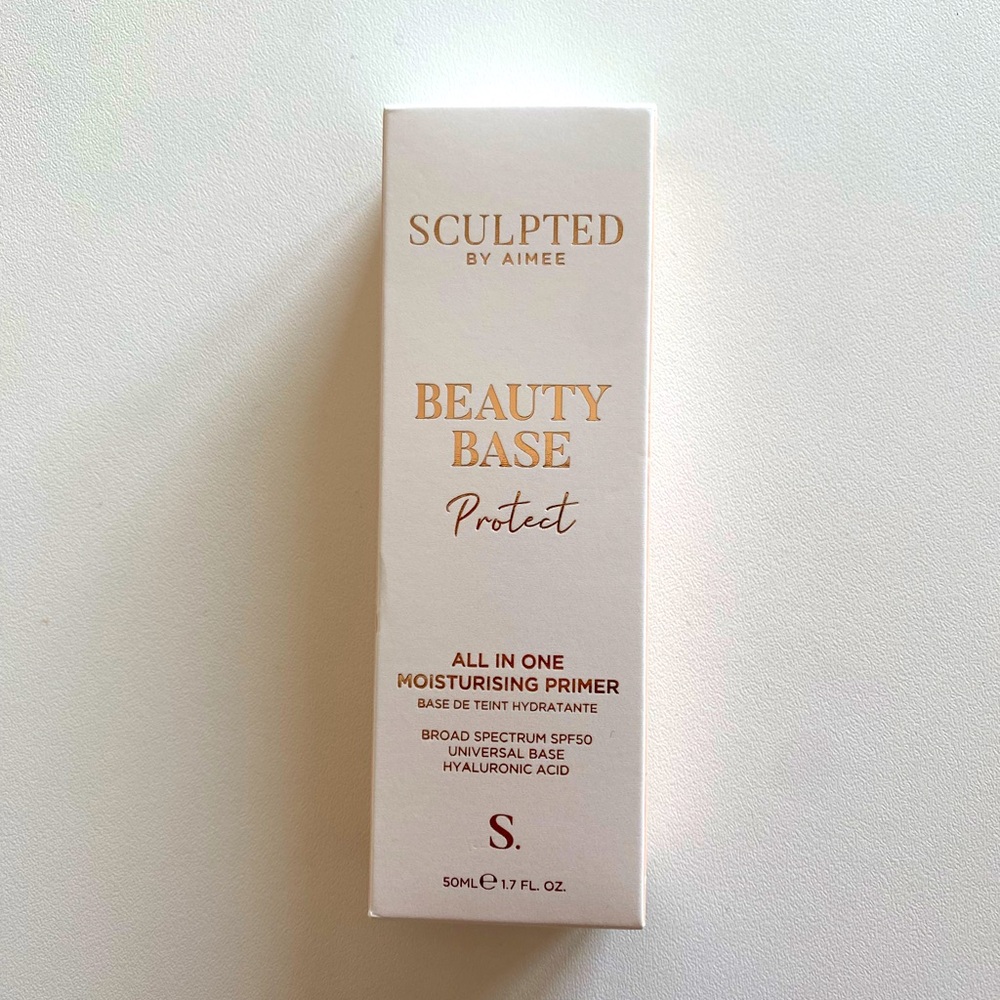 SCULPTED
BY AIMEE
BEAUTY
BASE
Protect
ALL IN ONE
MOISTURISING PRIMER
BASE DE TEINT HYDRATANTE
BROAD SPECTRUM SPF50
UNIVERSAL BASE
HYALURONIC ACID
S.
50ML ℮ 1.7 FL. OZ.